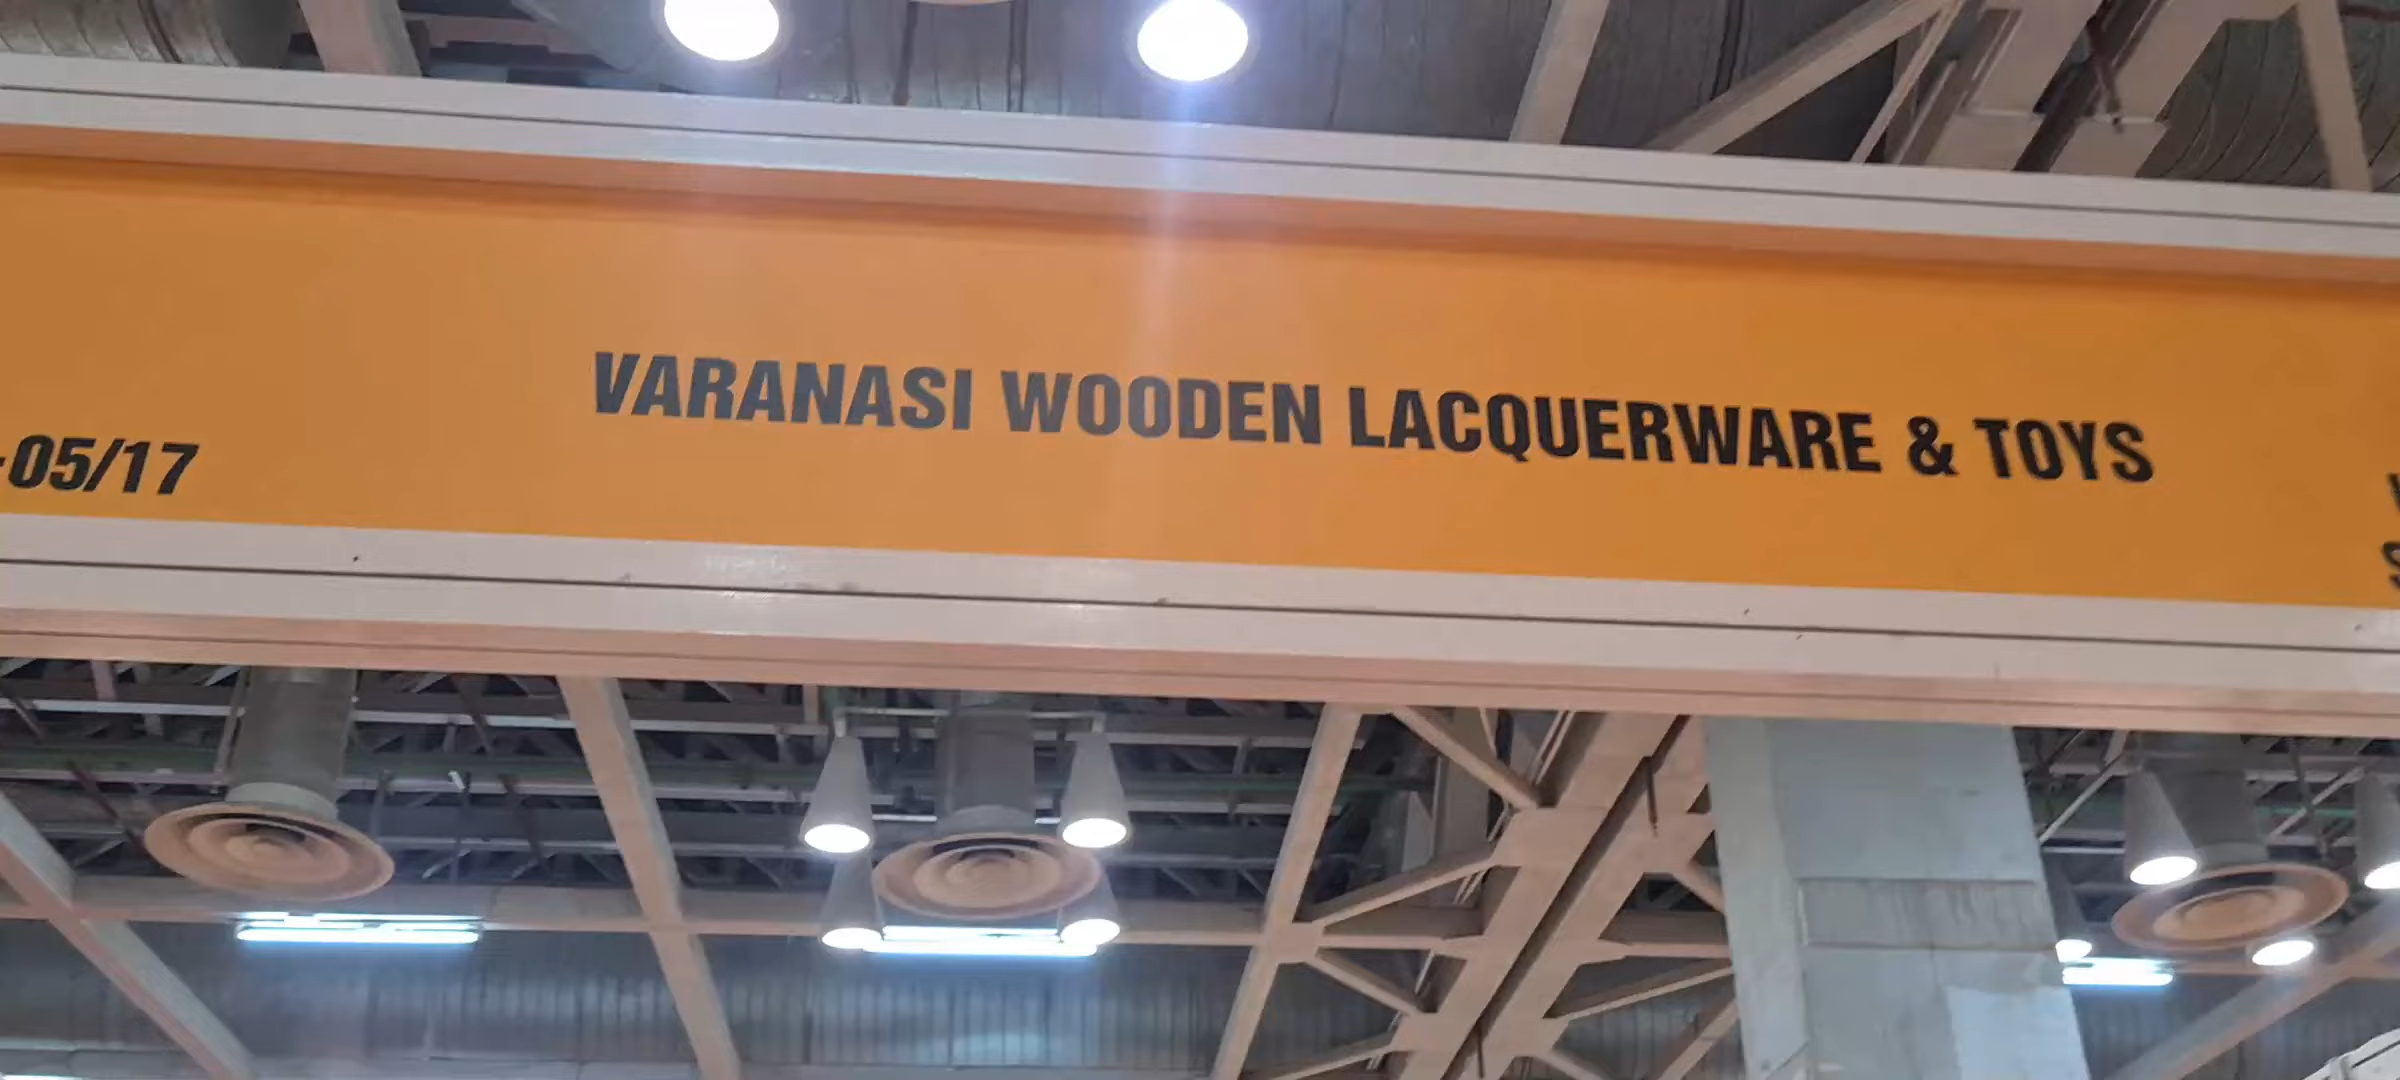 VARANASI WOODEN LACQUERWARE & TOYS
-05/17